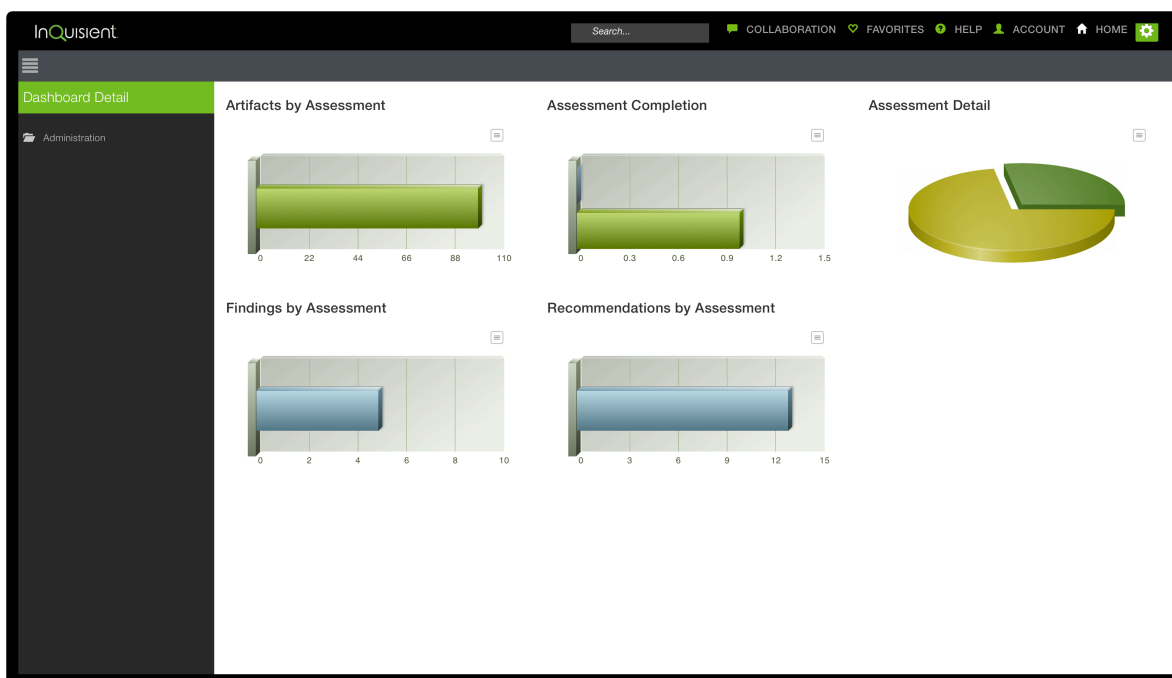 InQuisient
Search...
COLLABORATION
FAVORITES
HELP
ACCOUNT
HOME
Dashboard Detail
Administration
Artifacts by Assessment
0 22 44 66 88 110
Assessment Completion
0 0.3 0.6 0.9 1.2 1.5
Assessment Detail
Findings by Assessment
0 2 4 6 8 10
Recommendations by Assessment
0 3 6 9 12 15